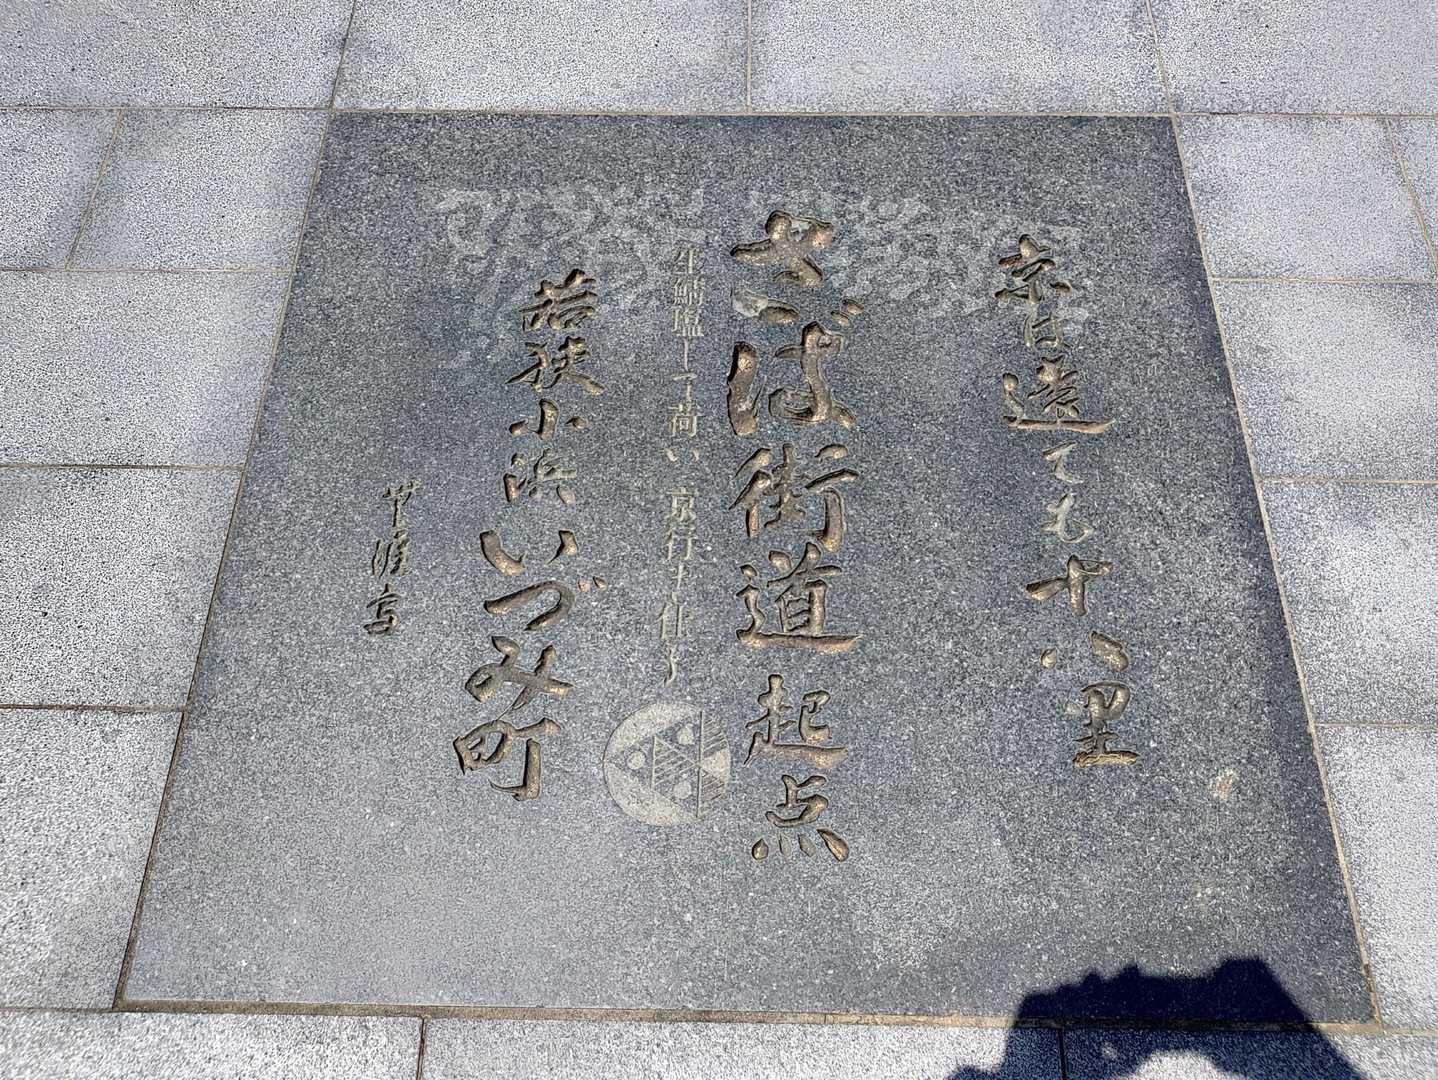 京は遠ても十八里
さば街道起点
生鯖塩して荷い 京行き仕る
若狭小浜いづみ町